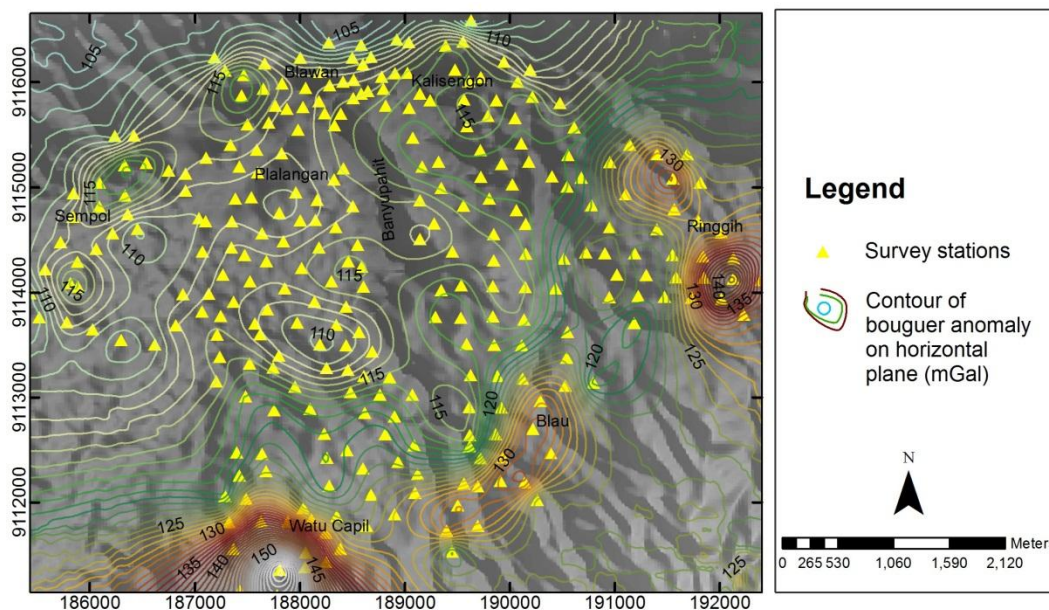 105
105
110
9116000
Blawan
Kalisengon
115
115
130
9115000
115
Plalangan
Banyupahit
Sempol
Ringgih
110
9114000
115
115
140
110
130
135
110
120
125
9113000
115
120
115
Blau
130
9112000
125
130
Watu Capil
135
140
150
145
125
186000 187000 188000 189000 190000 191000 192000
Legend
Survey stations
Contour of
bouguer anomaly
on horizontal
plane (mGal)
N
Meter
0 265 530 1,060 1,590 2,120